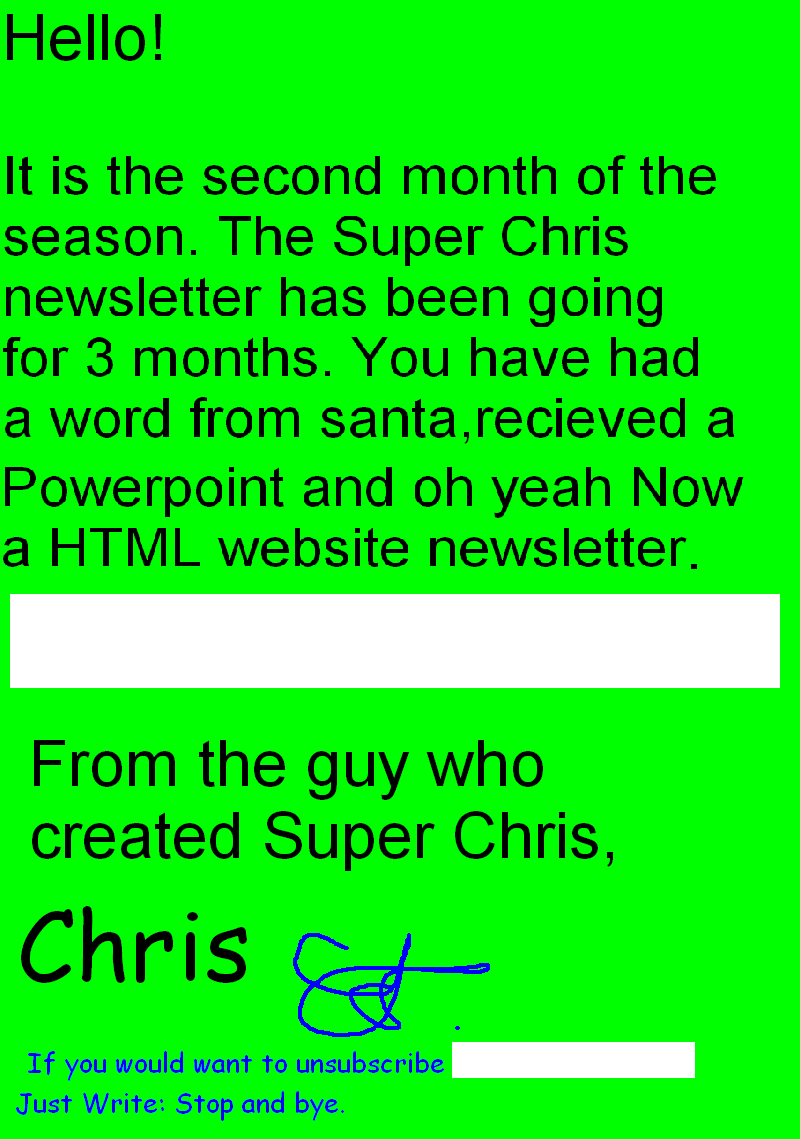 Hello!
It is the second month of the
season. The Super Chris
newsletter has been going
for 3 months. You have had
a word from santa,recieved a
Powerpoint and oh yeah Now
a HTML website newsletter.
From the guy who
created Super Chris,
Chris
If you would want to unsubscribe
Just Write: Stop and bye.